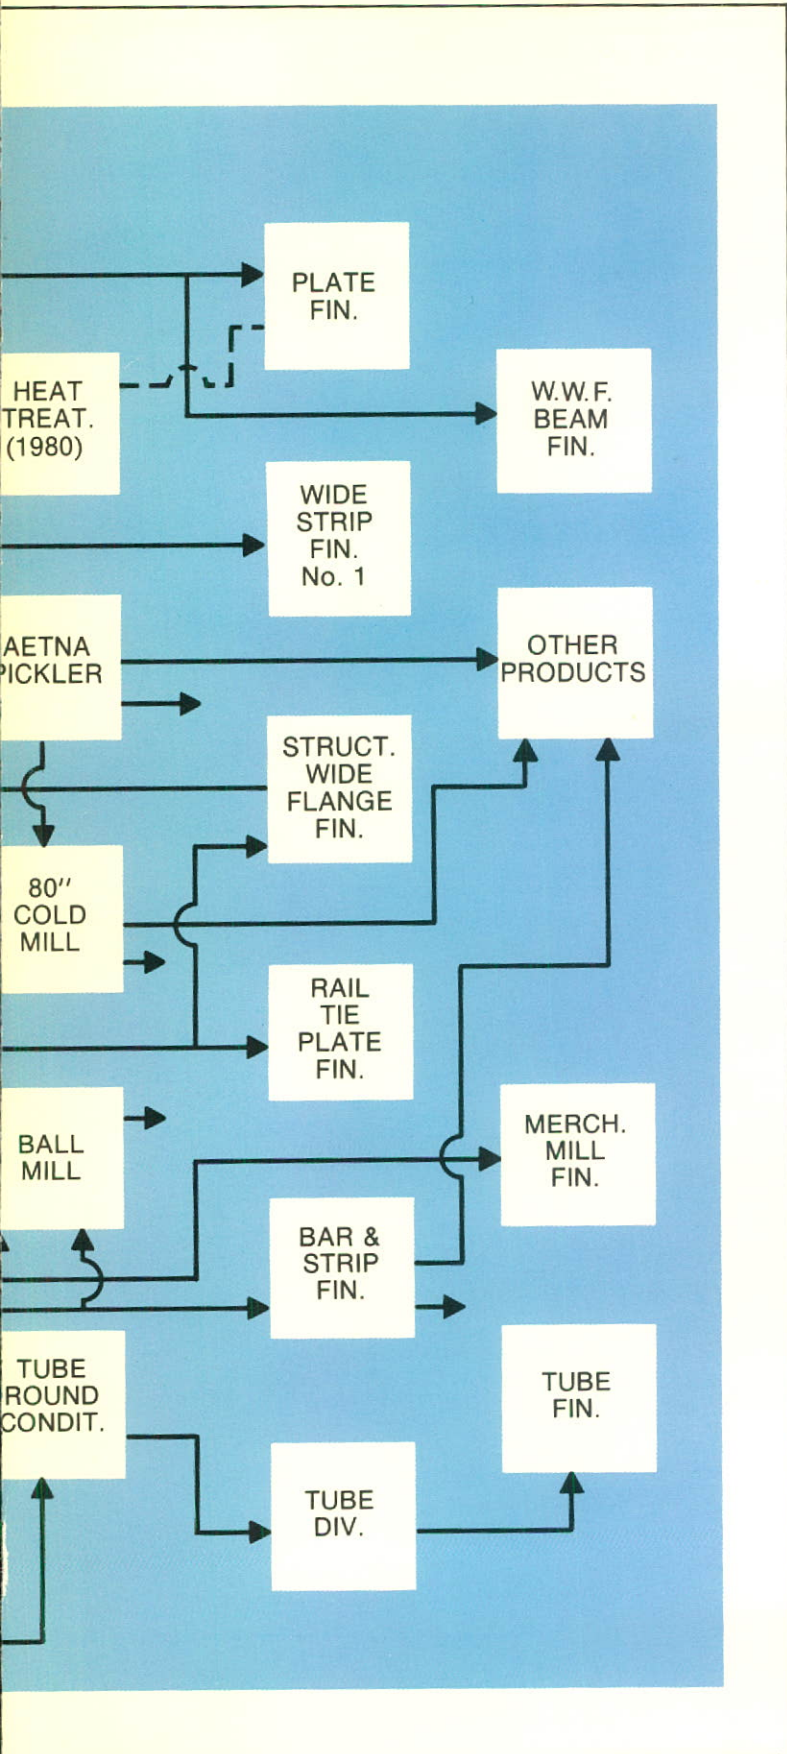 PLATE
FIN.
HEAT
TREAT.
(1980)
W.W.F.
BEAM
FIN.
WIDE
STRIP
FIN.
No. 1
AETNA
PICKLER
OTHER
PRODUCTS
STRUCT.
WIDE
FLANGE
FIN.
80″
COLD
MILL
RAIL
TIE
PLATE
FIN.
BALL
MILL
MERCH.
MILL
FIN.
BAR &
STRIP
FIN.
TUBE
ROUND
CONDIT.
TUBE
FIN.
TUBE
DIV.